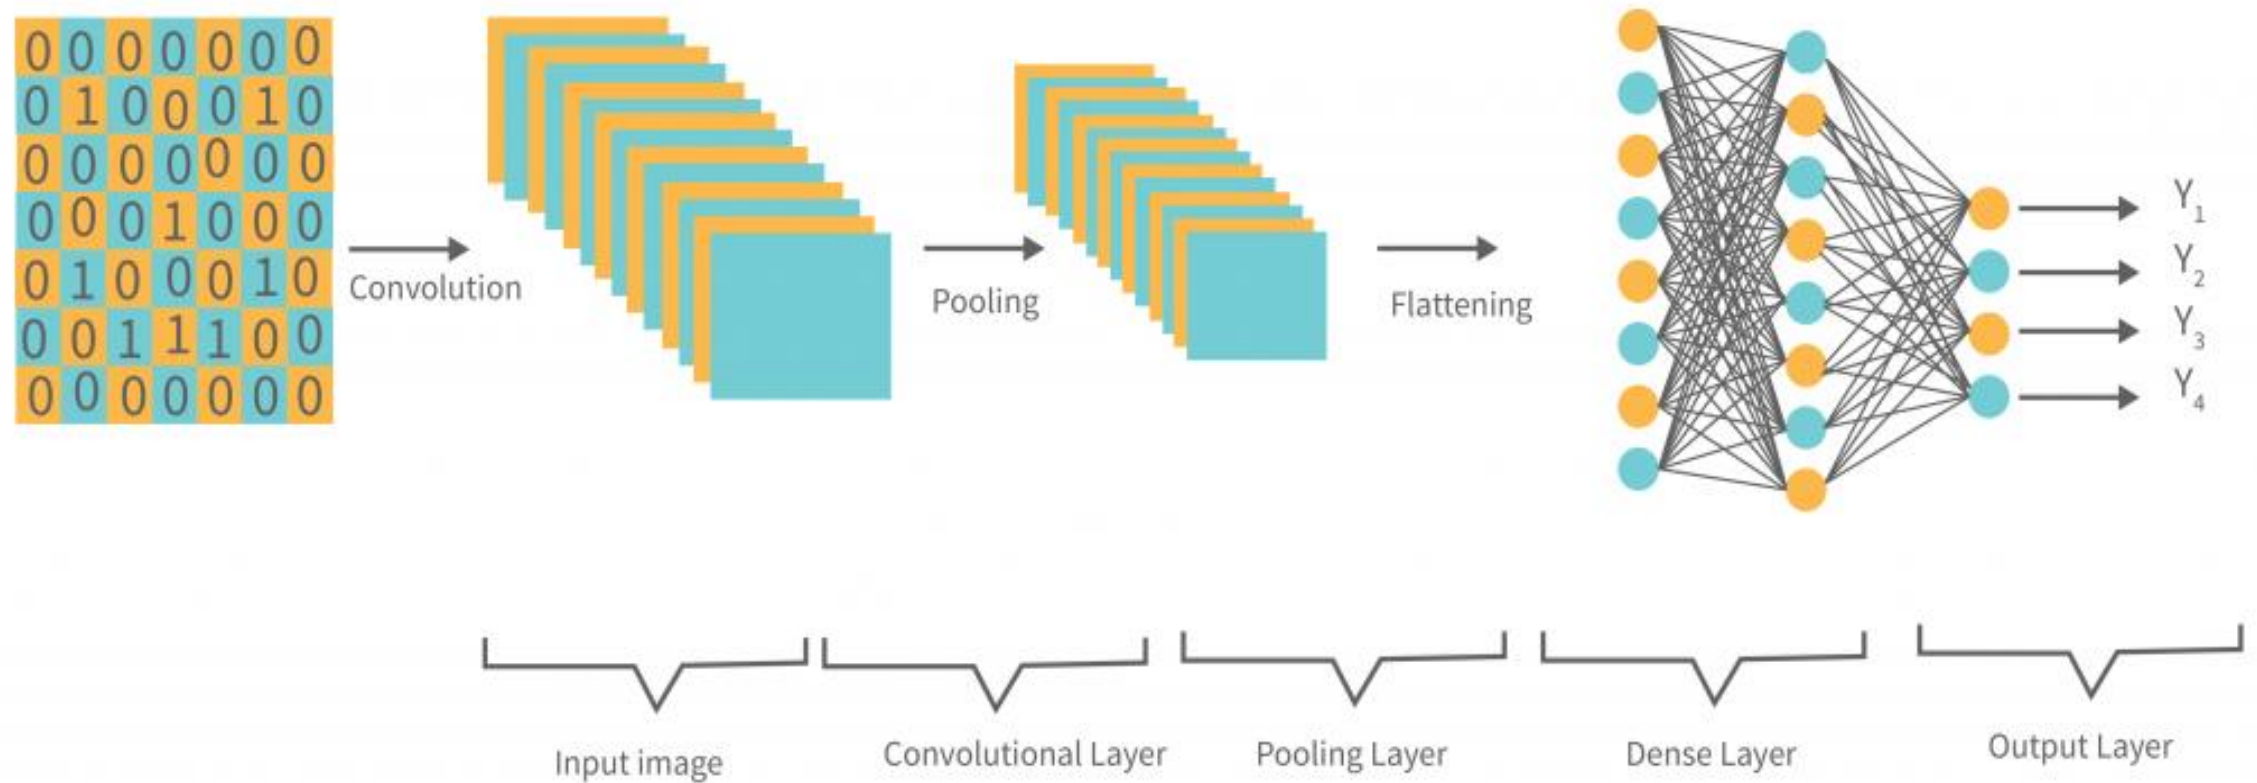 0 0 0 0 0 0 0
0 1 0 0 0 1 0
0 0 0 0 0 0 0
0 0 0 1 0 0 0
0 1 0 0 0 1 0
0 0 1 1 1 0 0
0 0 0 0 0 0 0
Convolution
Pooling
Flattening
Y1
Y2
Y3
Y4
Input image
Convolutional Layer
Pooling Layer
Dense Layer
Output Layer